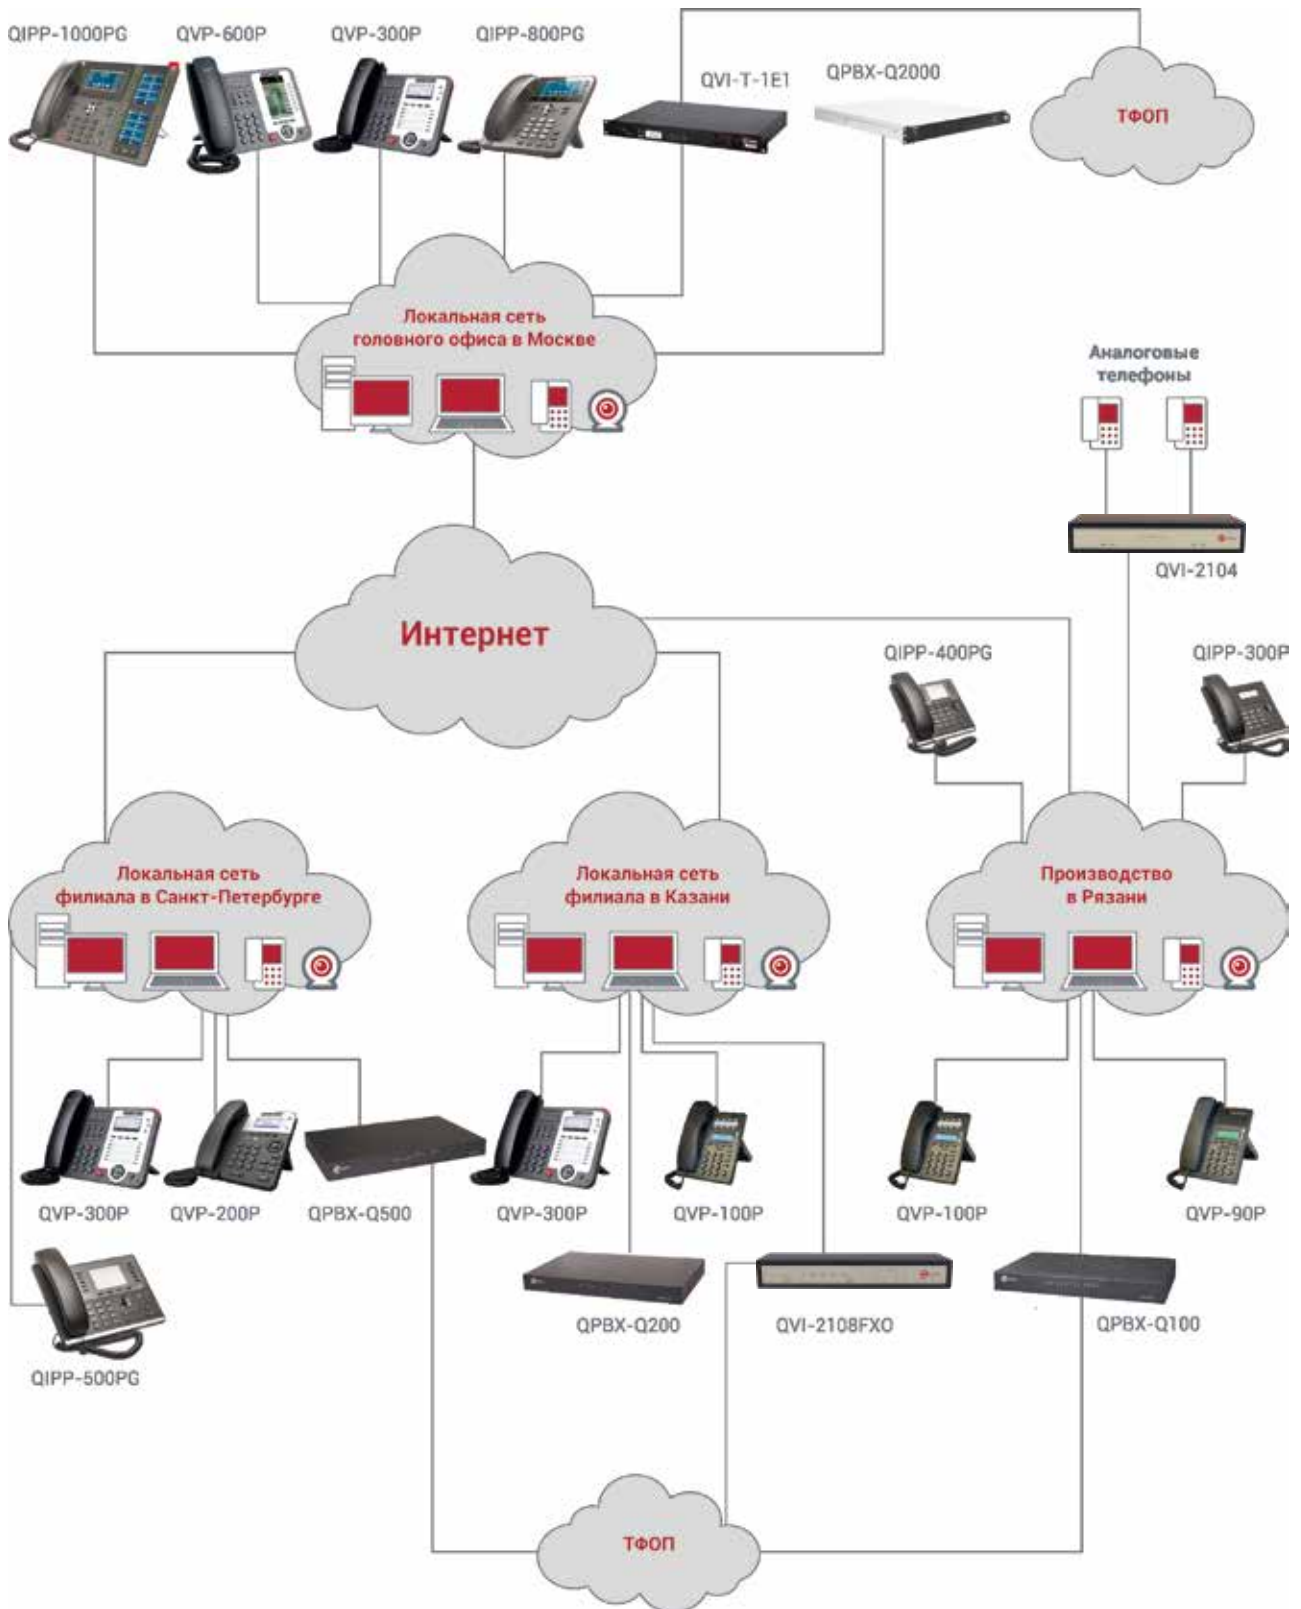 QIPP-1000PG
QVP-600P
QVP-300P
QIPP-800PG
QVI-T-1E1
QPBX-Q2000
ТФОП
Локальная сеть
головного офиса в Москве
Аналоговые
телефоны
QVI-2104
Интернет
QIPP-400PG
QIPP-300P
Локальная сеть
филиала в Санкт-Петербурге
Локальная сеть
филиала в Казани
Производство
в Рязани
QVP-300P
QVP-200P
QPBX-Q500
QVP-300P
QVP-100P
QVP-100P
QVP-90P
QIPP-500PG
QPBX-Q200
QVI-2108FXO
QPBX-Q100
ТФОП